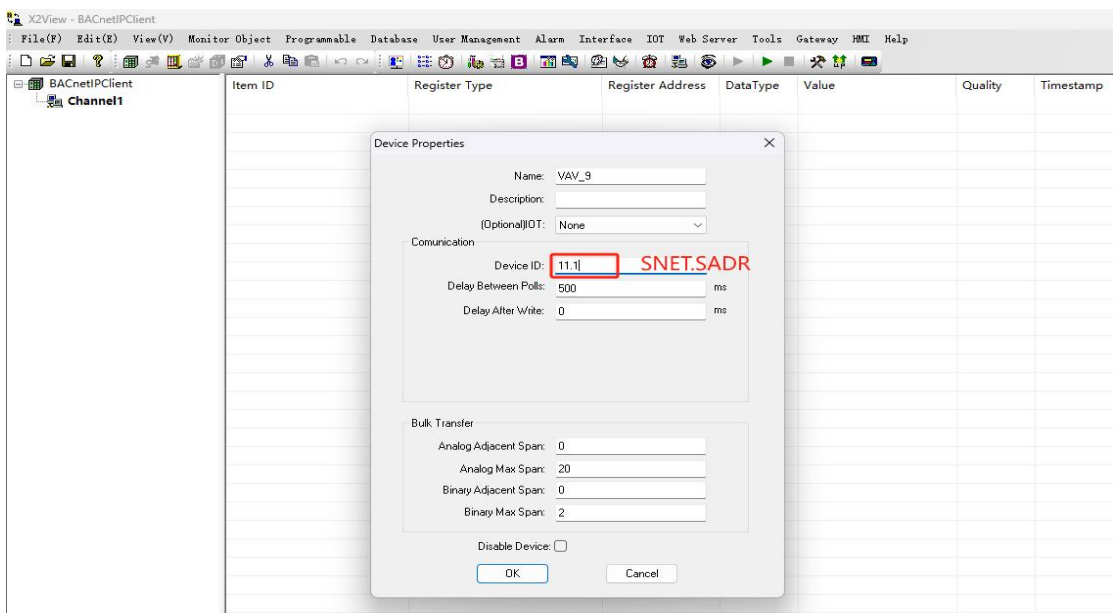 X2View - BACnetIPClient
File(F) Edit(E) View(V) Monitor Object Programmable Database User Management Alarm Interface IOT Web Server Tools Gateway HMI Help
BACnetIPClient
Channel1
Item ID Register Type Register Address DataType Value Quality Timestamp
Device Properties
Name: VAV_9
Description:
(Optional)IOT: None
Comunication
Device ID: 11.1 SNET.SADR
Delay Between Polls: 500 ms
Delay After Write: 0 ms
Bulk Transfer
Analog Adjacent Span: 0
Analog Max Span: 20
Binary Adjacent Span: 0
Binary Max Span: 2
Disable Device:
OK Cancel